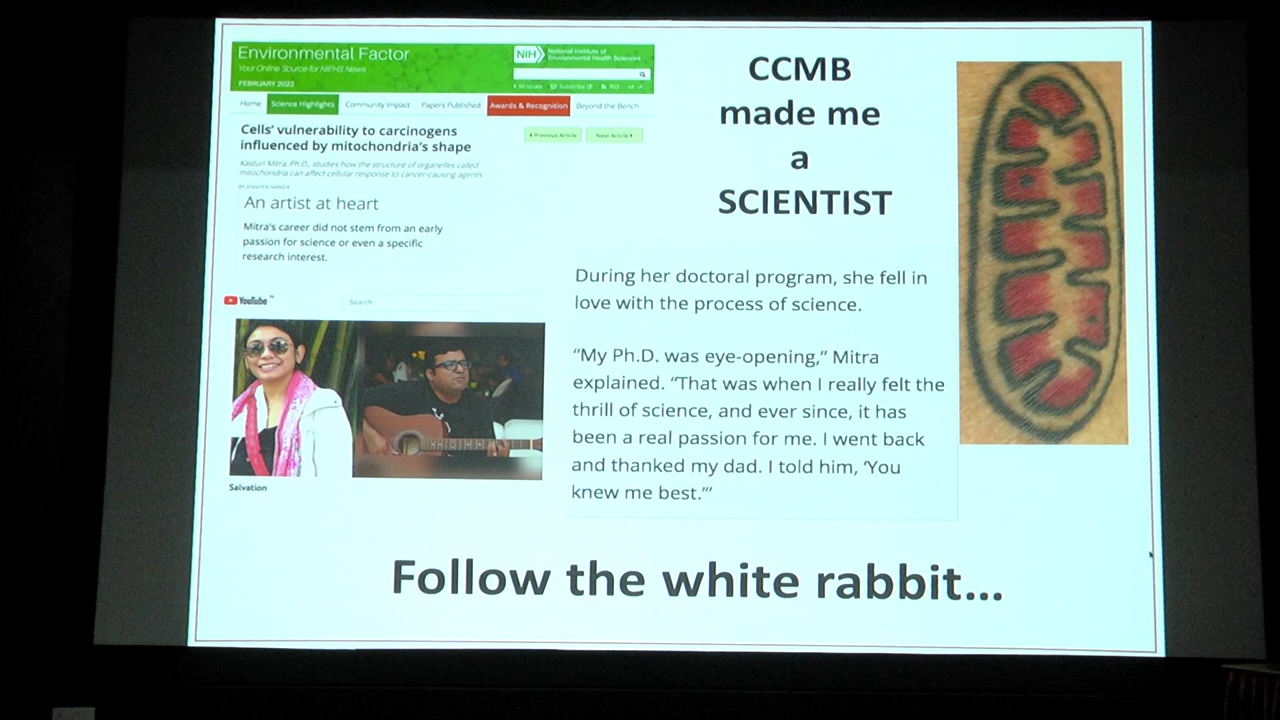 Environmental Factor
Your Online Source for NIEHS News
FEBRUARY 2022
NIH
National Institute of
Environmental Health Sciences
All Issues Subscribe RSS
Home Science Highlights Community Impact Papers Published Awards & Recognition Beyond the Bench
Cells' vulnerability to carcinogens
influenced by mitochondria's shape
Previous Article Next Article
Kasturi Mitra, Ph.D., studies how the structure of organelles called
mitochondria can affect cellular response to cancer-causing agents.
An artist at heart
Mitra's career did not stem from an early
passion for science or even a specific
research interest.
YouTube
Search
Salvation
CCMB
made me
a
SCIENTIST
During her doctoral program, she fell in
love with the process of science.
“My Ph.D. was eye-opening,” Mitra
explained. “That was when I really felt the
thrill of science, and ever since, it has
been a real passion for me. I went back
and thanked my dad. I told him, ‘You
knew me best.’”
Follow the white rabbit...